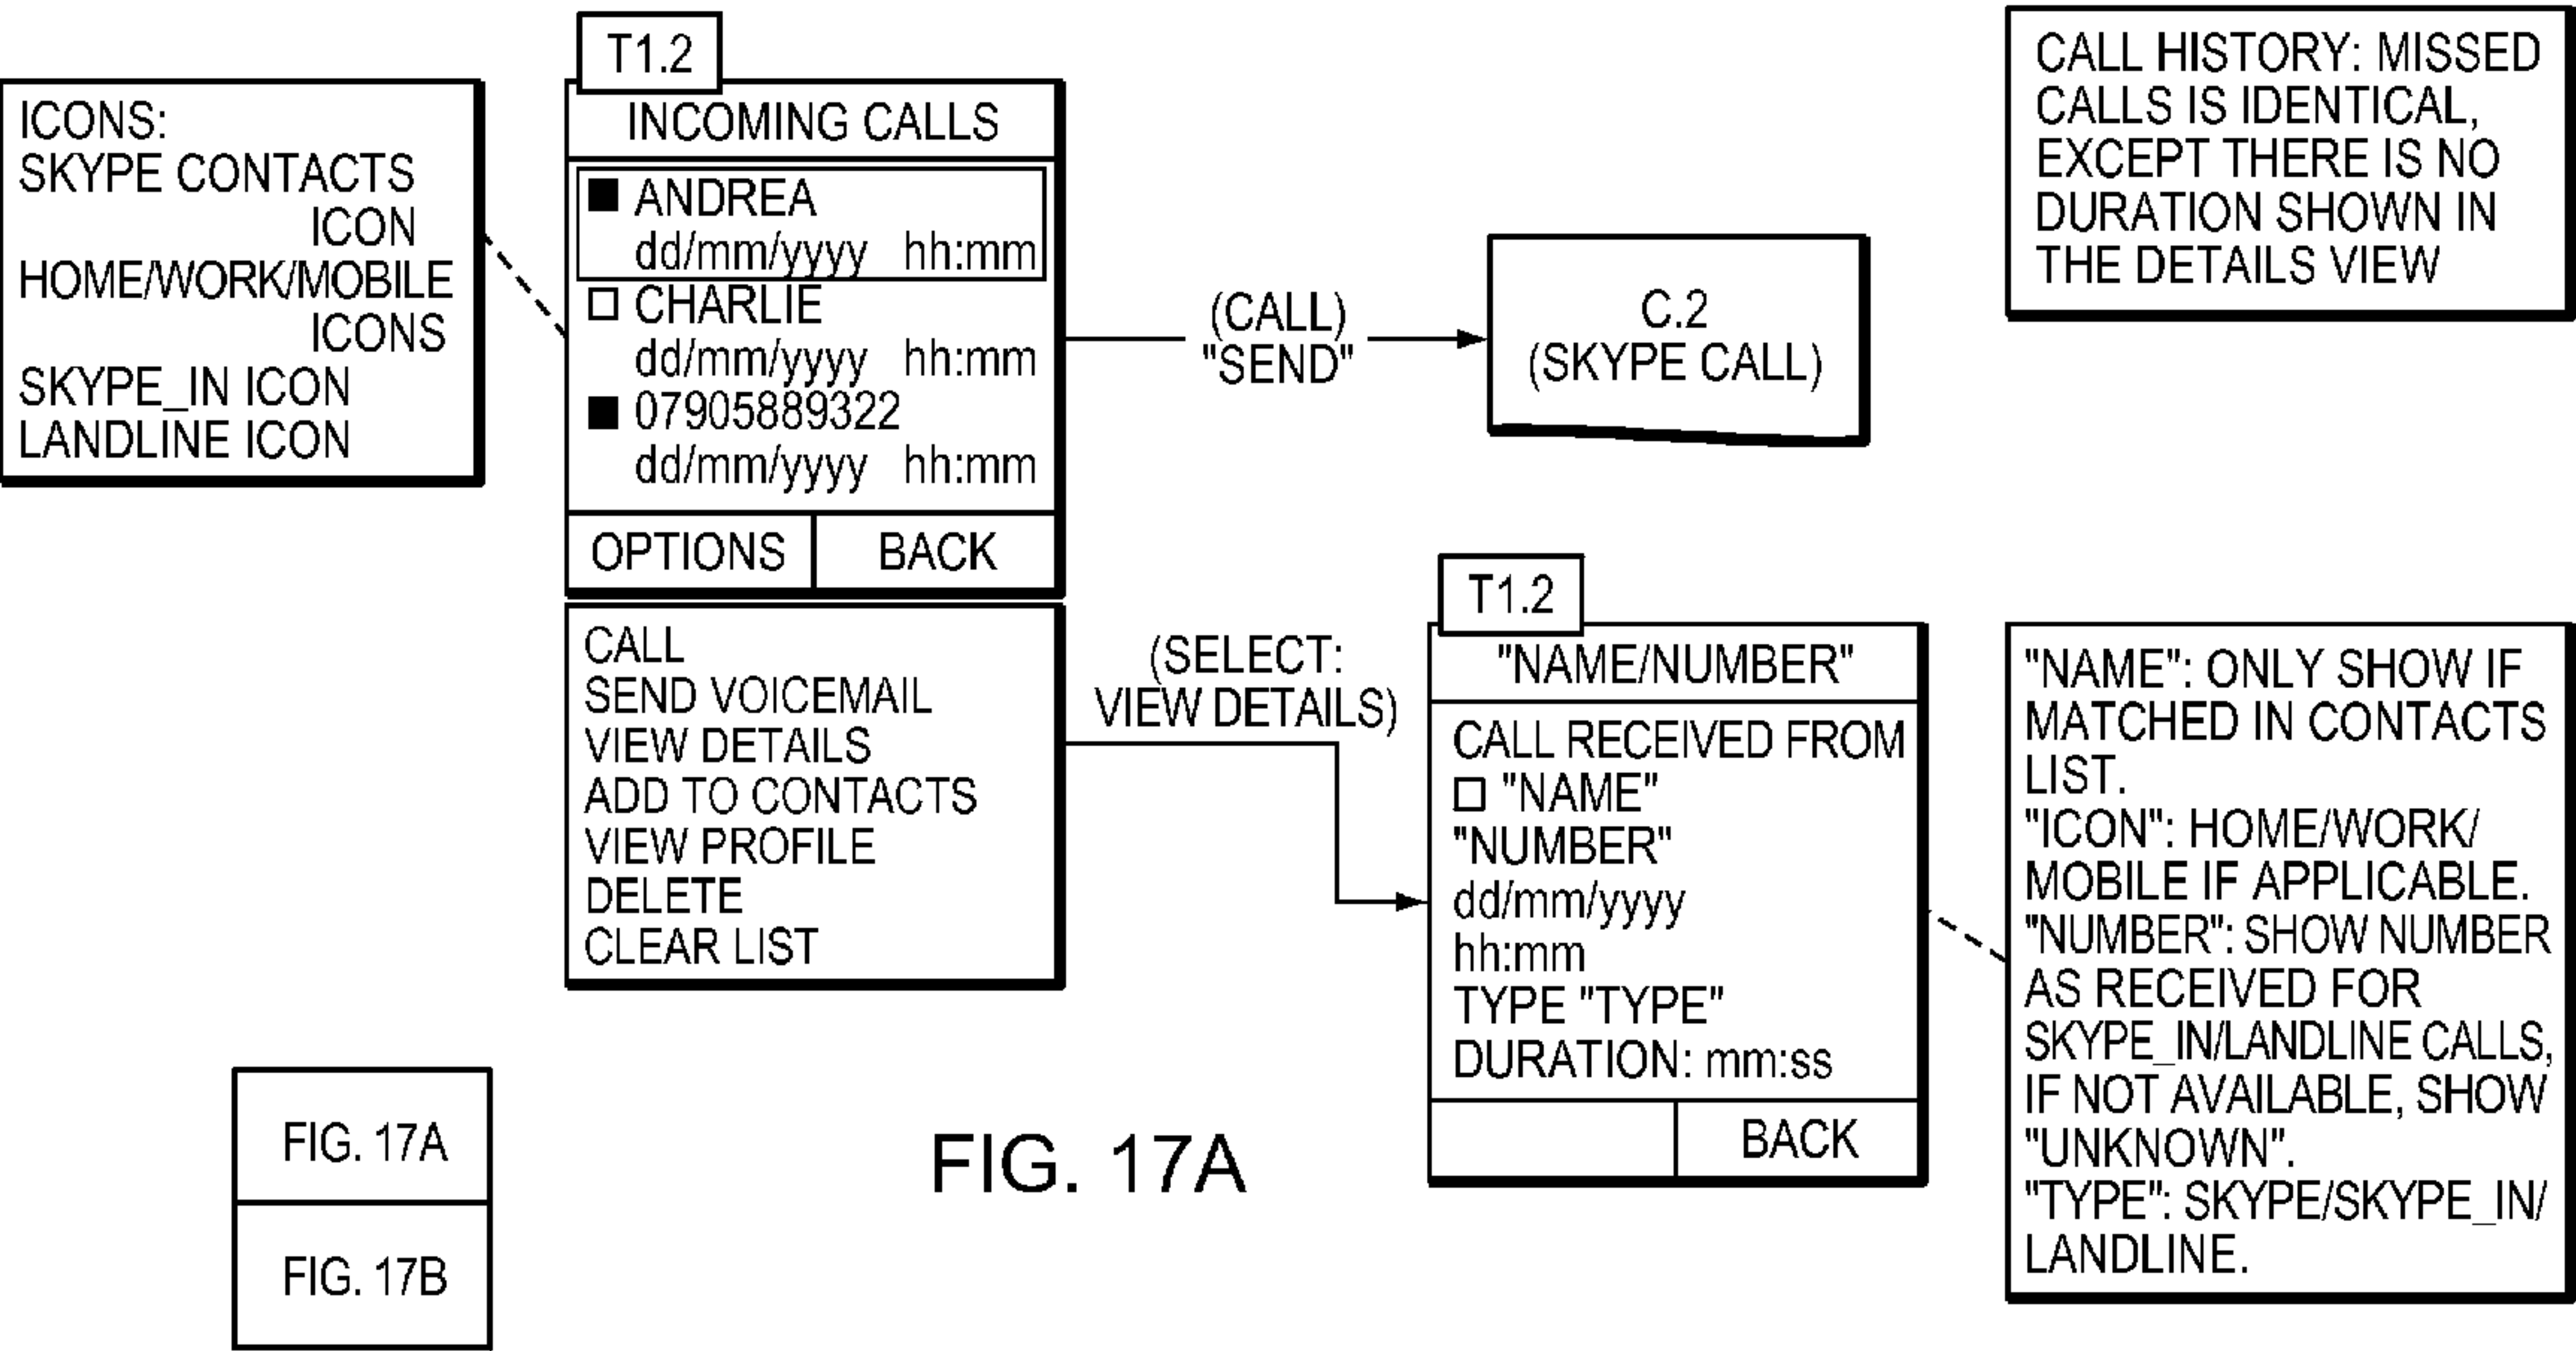 ICONS:
SKYPE CONTACTS
ICON
HOME/WORK/MOBILE
ICONS
SKYPE_IN ICON
LANDLINE ICON
T1.2
INCOMING CALLS
ANDREA
dd/mm/yyyy hh:mm
CHARLIE
dd/mm/yyyy hh:mm
07905889322
dd/mm/yyyy hh:mm
OPTIONS BACK
(CALL)
"SEND"
C.2
(SKYPE CALL)
CALL HISTORY: MISSED
CALLS IS IDENTICAL,
EXCEPT THERE IS NO
DURATION SHOWN IN
THE DETAILS VIEW
CALL
SEND VOICEMAIL
VIEW DETAILS
ADD TO CONTACTS
VIEW PROFILE
DELETE
CLEAR LIST
(SELECT:
VIEW DETAILS)
T1.2
"NAME/NUMBER"
CALL RECEIVED FROM
"NAME"
"NUMBER"
dd/mm/yyyy
hh:mm
TYPE "TYPE"
DURATION: mm:ss
BACK
"NAME": ONLY SHOW IF
MATCHED IN CONTACTS
LIST.
"ICON": HOME/WORK/
MOBILE IF APPLICABLE.
"NUMBER": SHOW NUMBER
AS RECEIVED FOR
SKYPE_IN/LANDLINE CALLS,
IF NOT AVAILABLE, SHOW
"UNKNOWN".
"TYPE": SKYPE/SKYPE_IN/
LANDLINE.
FIG. 17A
FIG. 17B
FIG. 17A